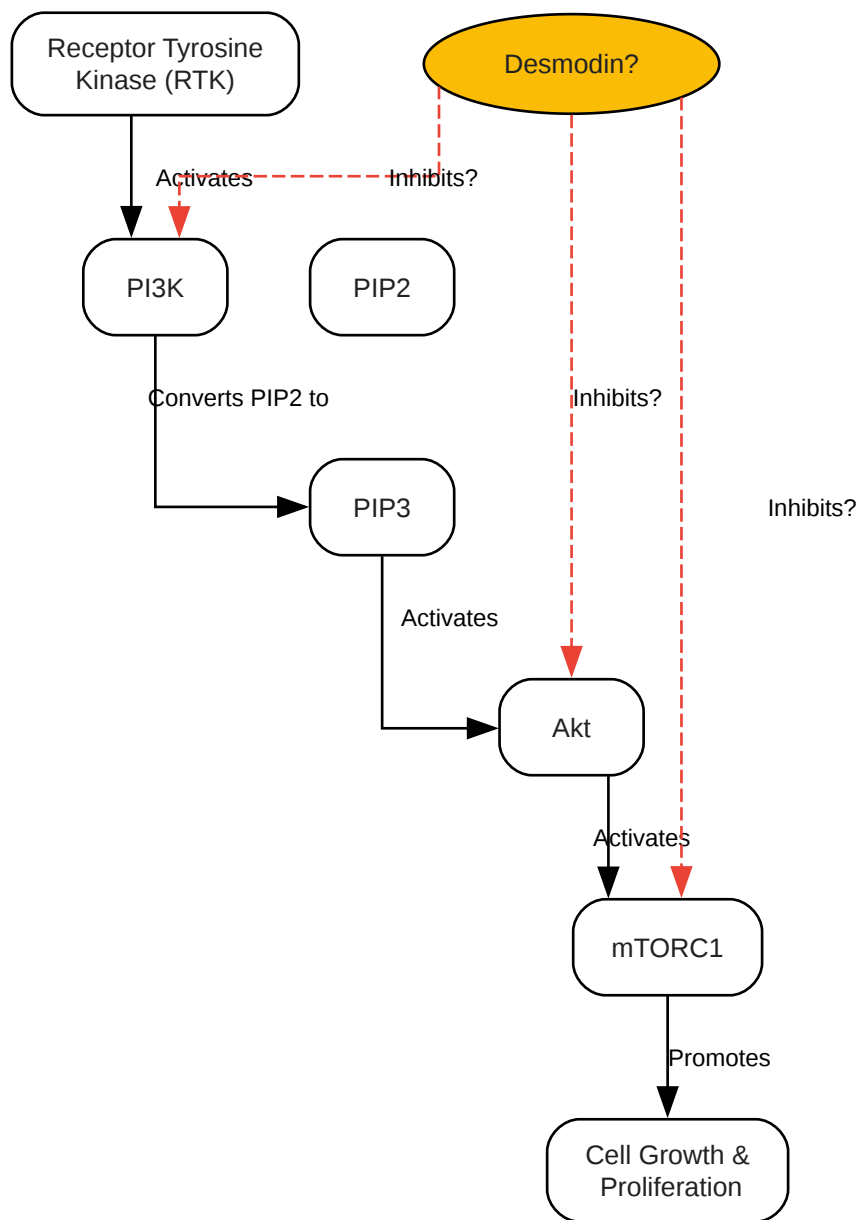 Receptor Tyrosine
Kinase (RTK)
Desmodin?
Activates
Inhibits?
PI3K
PIP2
Converts PIP2 to
Inhibits?
PIP3
Inhibits?
Activates
Akt
Activates
mTORC1
Promotes
Cell Growth &
Proliferation